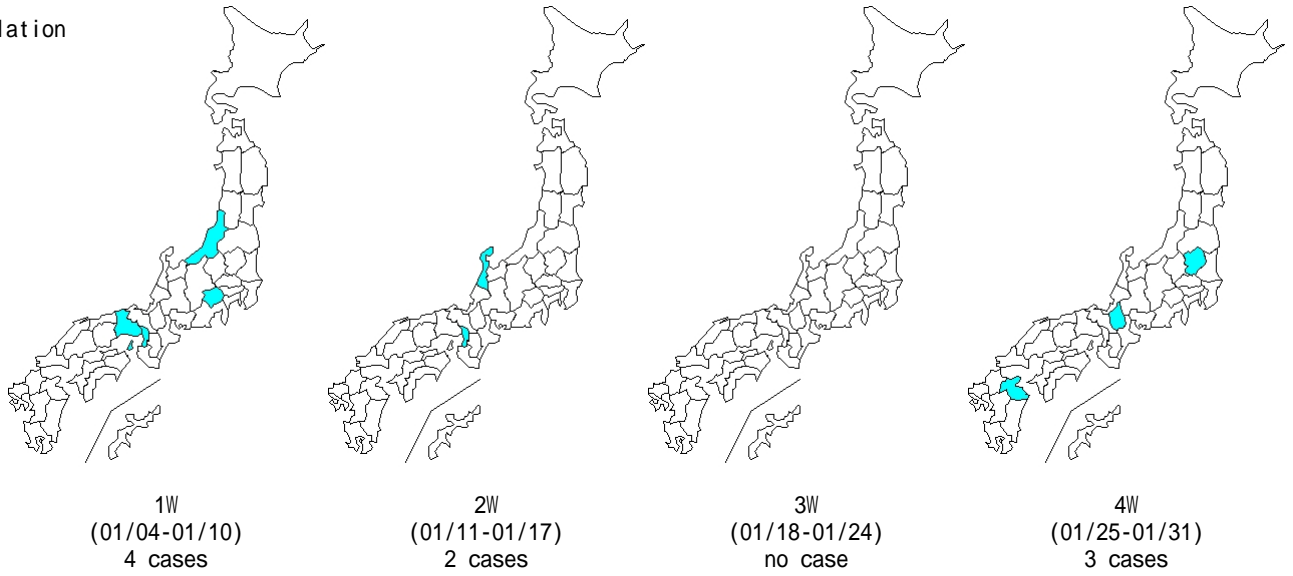 lation
1W
(01/04-01/10)
4 cases
2W
(01/11-01/17)
2 cases
3W
(01/18-01/24)
no case
4W
(01/25-01/31)
3 cases